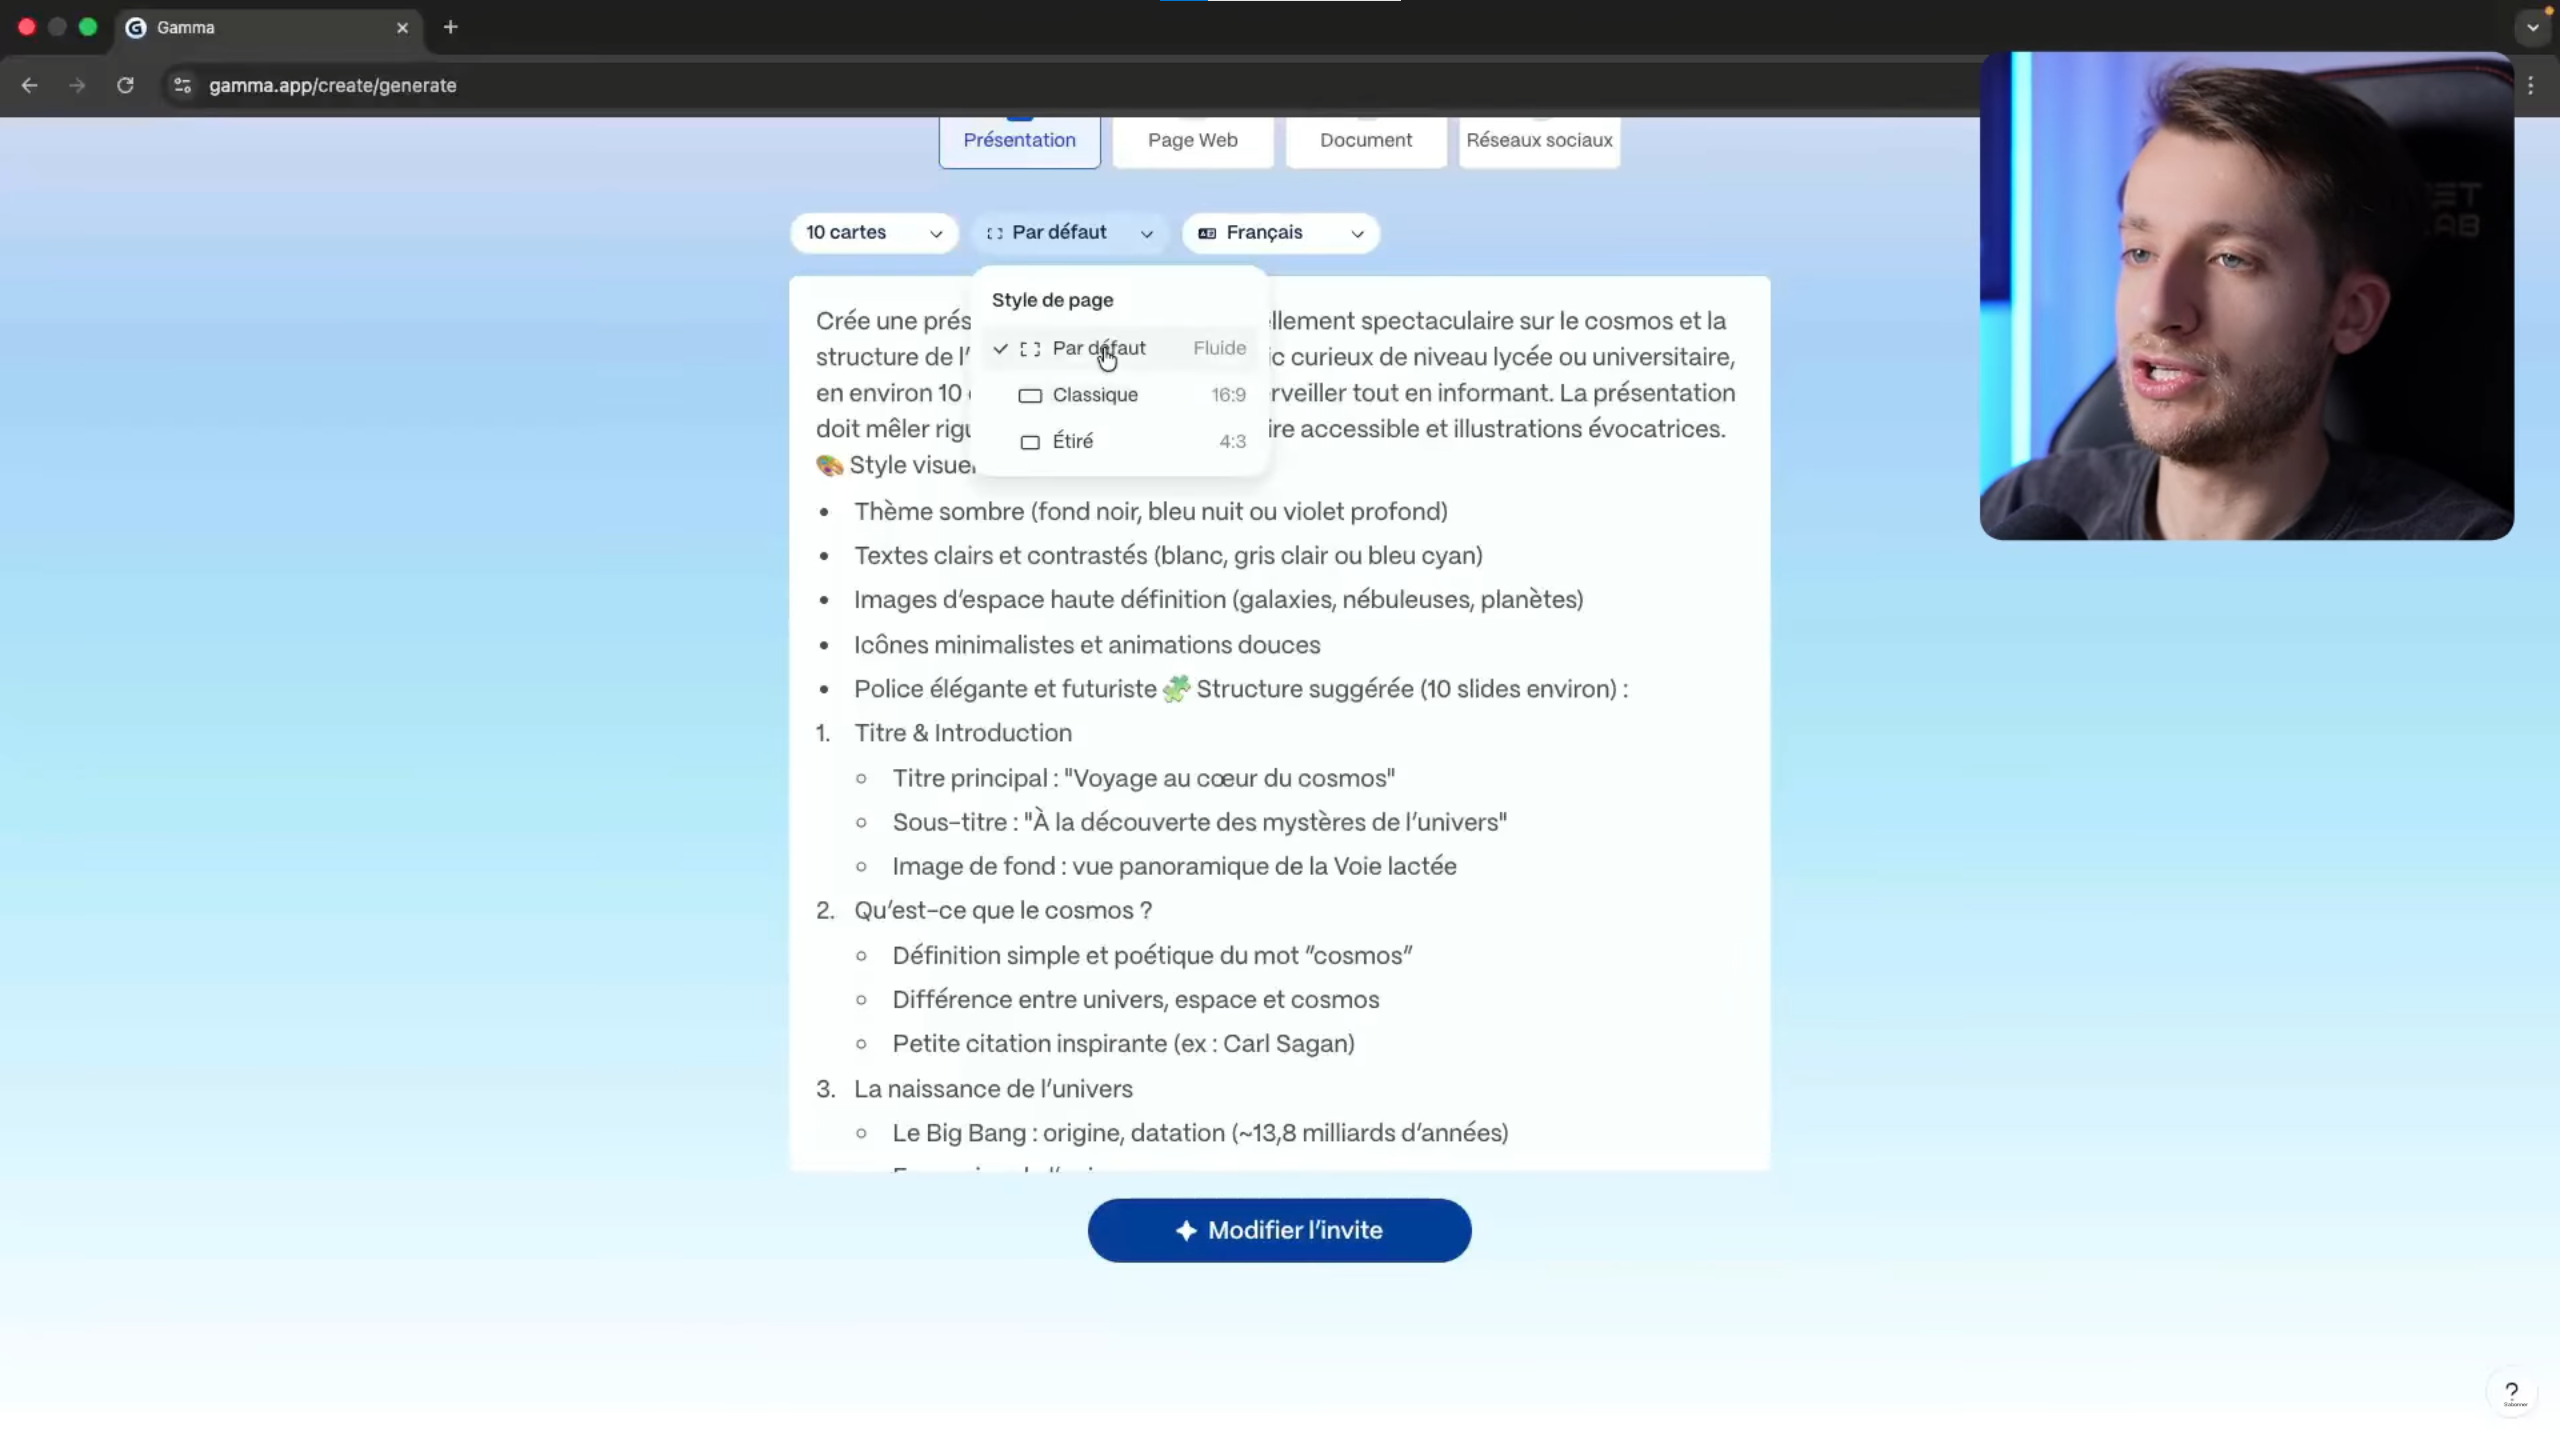 Gamma
gamma.app/create/generate
Présentation
Page Web
Document
Réseaux sociaux
10 cartes
Par défaut
Français
Style de page
Par défaut Fluide
Classique 16:9
Étiré 4:3
Crée une prés llement spectaculaire sur le cosmos et la
structure de l' ic curieux de niveau lycée ou universitaire,
en environ 10 rveiller tout en informant. La présentation
doit mêler rigu ire accessible et illustrations évocatrices.
🎨 Style visuel
• Thème sombre (fond noir, bleu nuit ou violet profond)
• Textes clairs et contrastés (blanc, gris clair ou bleu cyan)
• Images d'espace haute définition (galaxies, nébuleuses, planètes)
• Icônes minimalistes et animations douces
• Police élégante et futuriste 🧩 Structure suggérée (10 slides environ) :
1. Titre & Introduction
Titre principal : "Voyage au cœur du cosmos"
Sous-titre : "À la découverte des mystères de l'univers"
Image de fond : vue panoramique de la Voie lactée
2. Qu'est-ce que le cosmos ?
Définition simple et poétique du mot "cosmos"
Différence entre univers, espace et cosmos
Petite citation inspirante (ex : Carl Sagan)
3. La naissance de l'univers
Le Big Bang : origine, datation (~13,8 milliards d'années)
Modifier l'invite
?